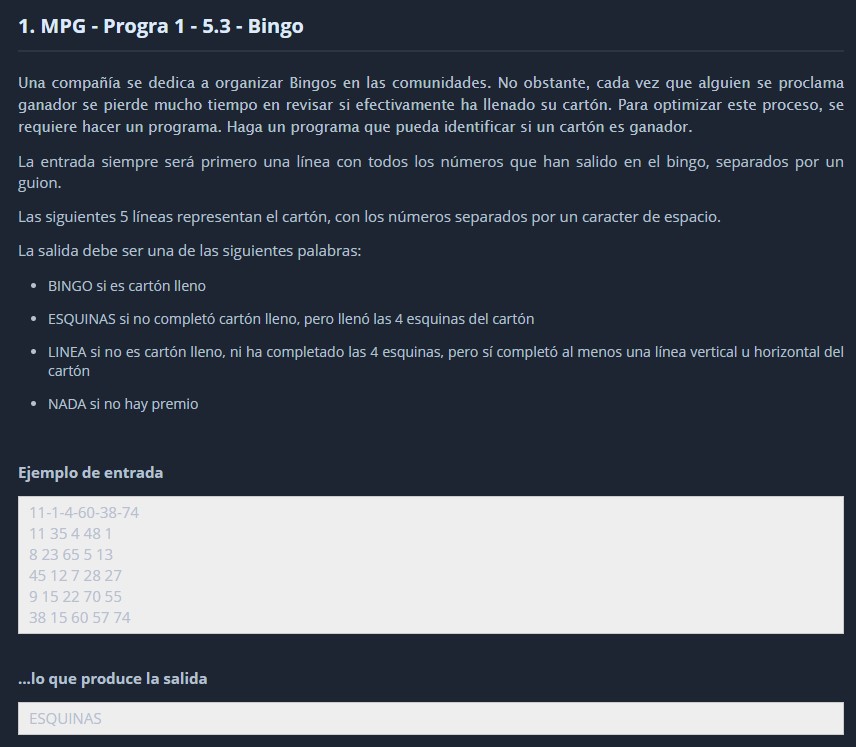 1. MPG - Progra 1 - 5.3 - Bingo
Una compañía se dedica a organizar Bingos en las comunidades. No obstante, cada vez que alguien se proclama
ganador se pierde mucho tiempo en revisar si efectivamente ha llenado su cartón. Para optimizar este proceso, se
requiere hacer un programa. Haga un programa que pueda identificar si un cartón es ganador.
La entrada siempre será primero una línea con todos los números que han salido en el bingo, separados por un
guion.
Las siguientes 5 líneas representan el cartón, con los números separados por un caracter de espacio.
La salida debe ser una de las siguientes palabras:
• BINGO si es cartón lleno
• ESQUINAS si no completó cartón lleno, pero llenó las 4 esquinas del cartón
• LINEA si no es cartón lleno, ni ha completado las 4 esquinas, pero sí completó al menos una línea vertical u horizontal del
cartón
• NADA si no hay premio
Ejemplo de entrada
11-1-4-60-38-74
11 35 4 48 1
8 23 65 5 13
45 12 7 28 27
9 15 22 70 55
38 15 60 57 74
...lo que produce la salida
ESQUINAS